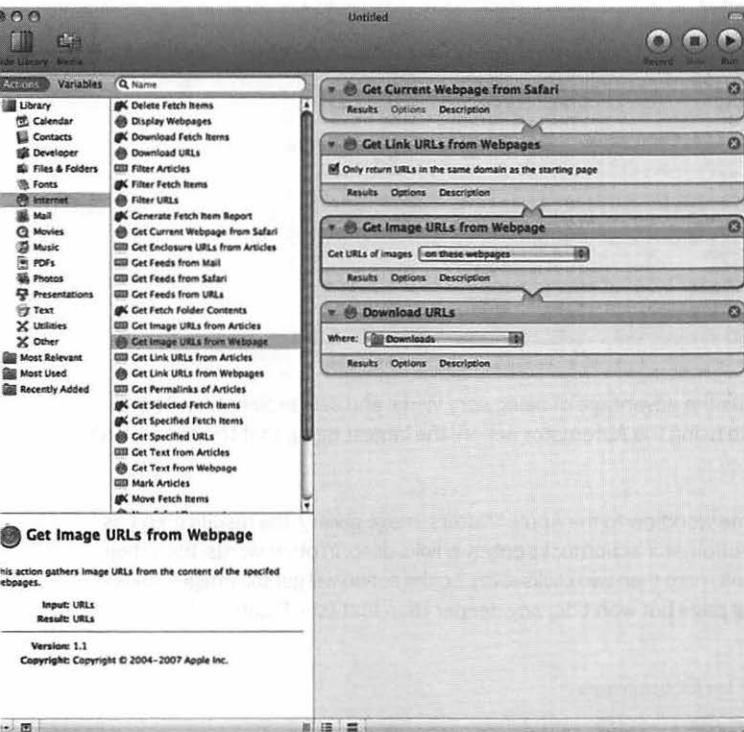 Untitled
Library Media
Record Stop Run
Actions Variables Name
Library
Calendar
Contacts
Developer
Files & Folders
Fonts
Internet
Mail
Movies
Music
PDFs
Photos
Presentations
Text
Utilities
Other
Most Relevant
Most Used
Recently Added
Delete Fetch Items
Display Webpages
Download Fetch Items
Download URLs
Filter Articles
Filter Fetch Items
Filter URLs
Generate Fetch Item Report
Get Current Webpage from Safari
Get Enclosure URLs from Articles
Get Feeds from Mail
Get Feeds from Safari
Get Feeds from URLs
Get Fetch Folder Contents
Get Image URLs from Articles
Get Image URLs from Webpage
Get Link URLs from Articles
Get Link URLs from Webpages
Get Permalinks of Articles
Get Selected Fetch Items
Get Specified Fetch Items
Get Specified URLs
Get Text from Articles
Get Text from Webpage
Mark Articles
Move Fetch Items
Get Image URLs from Webpage
his action gathers image URLs from the content of the specified
ebpages.
Input: URLs
Result: URLs
Version: 1.1
Copyright: Copyright © 2004–2007 Apple Inc.
Get Current Webpage from Safari
Results Options Description
Get Link URLs from Webpages
Only return URLs in the same domain as the starting page
Results Options Description
Get Image URLs from Webpage
Get URLs of images on these webpages
Results Options Description
Download URLs
Where: Downloads
Results Options Description